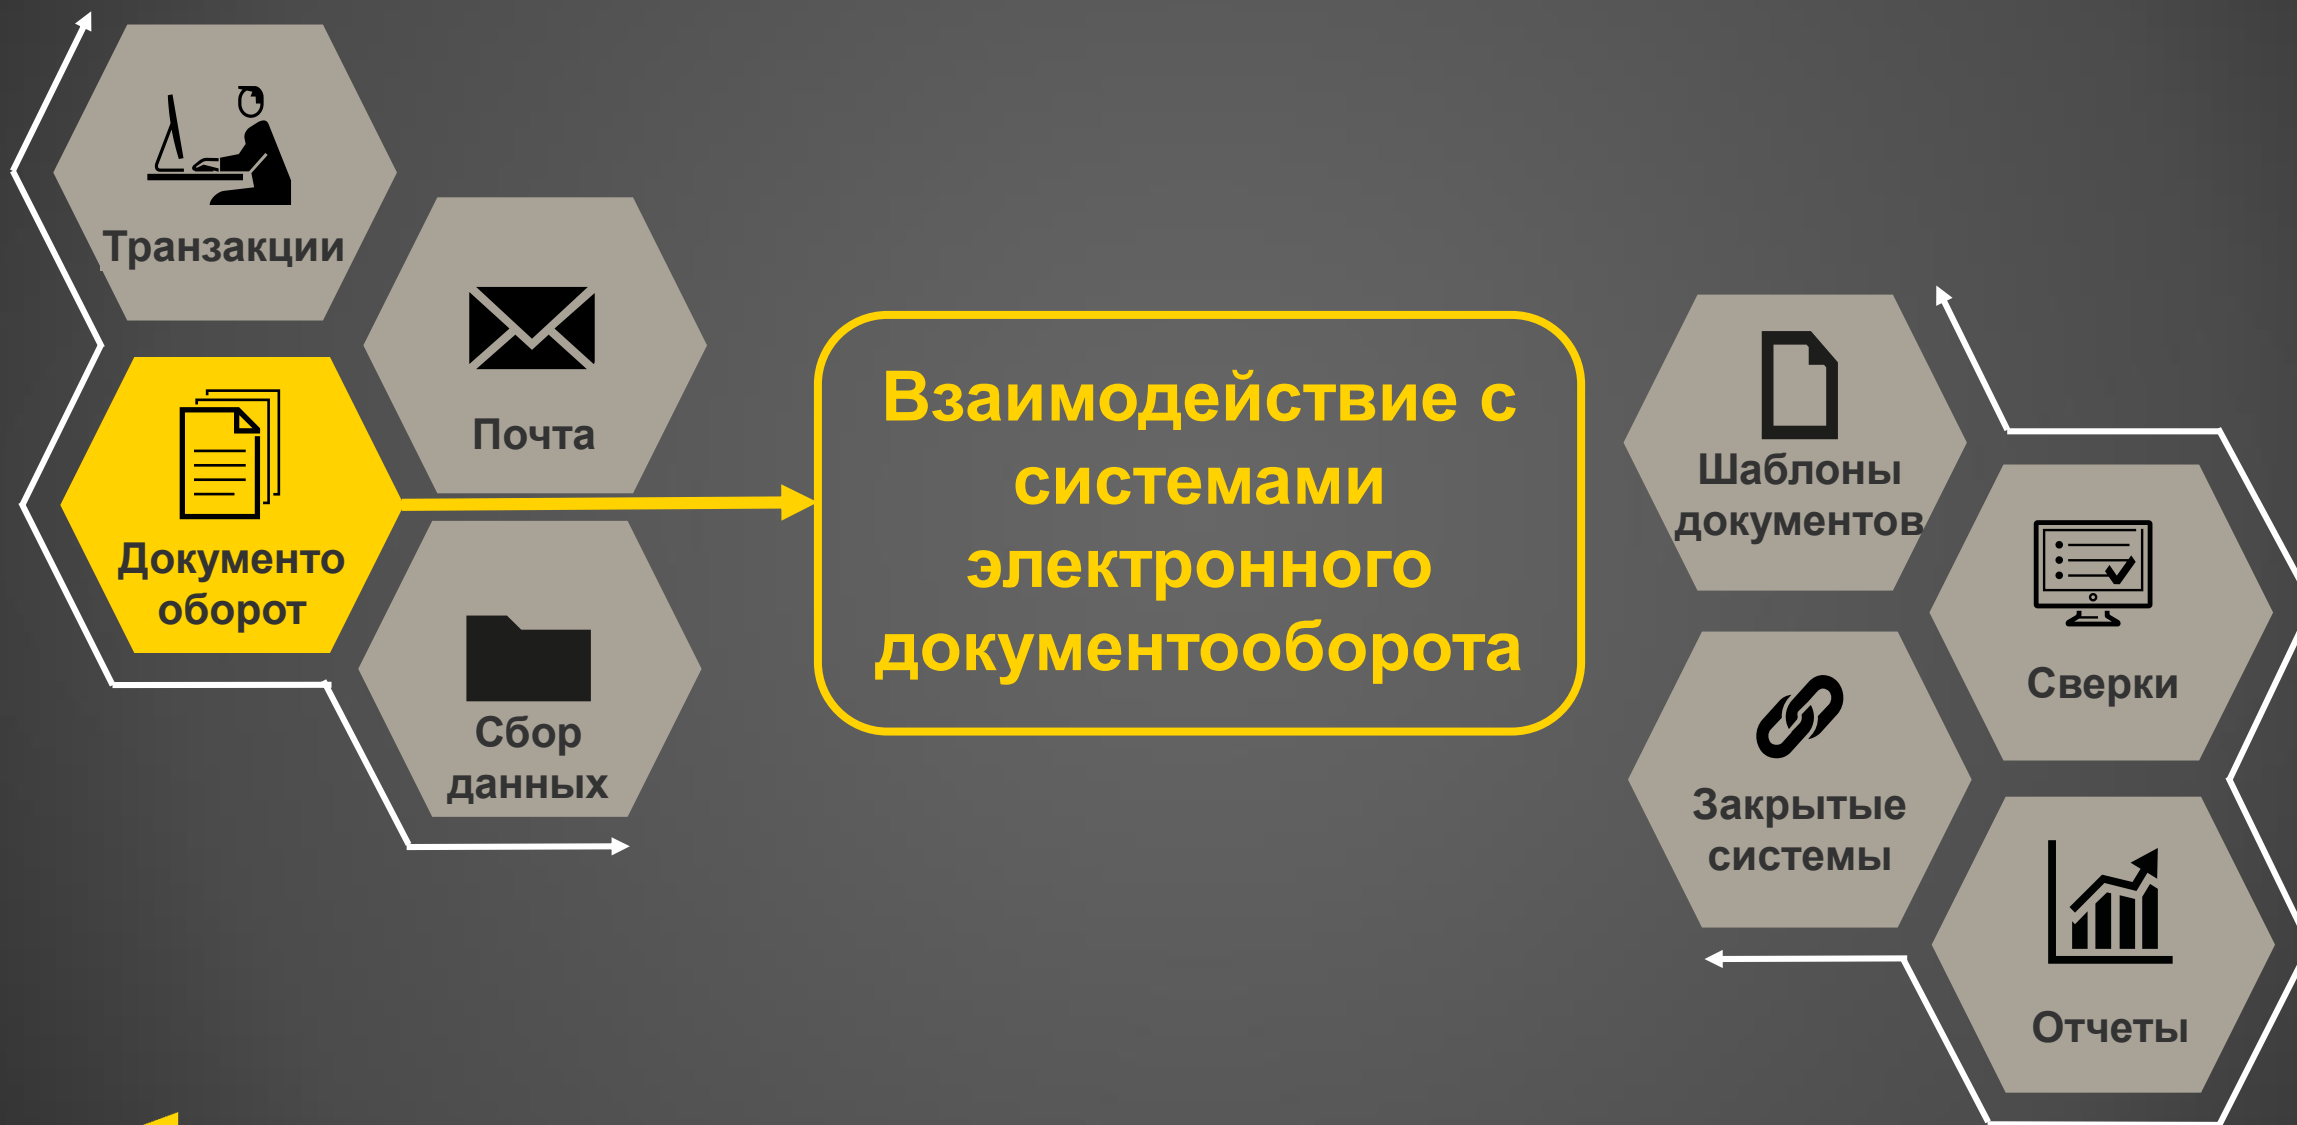 Транзакции
Почта
Документо
оборот
Сбор
данных
Взаимодействие с
системами
электронного
документооборота
Шаблоны
документов
Сверки
Закрытые
системы
Отчеты